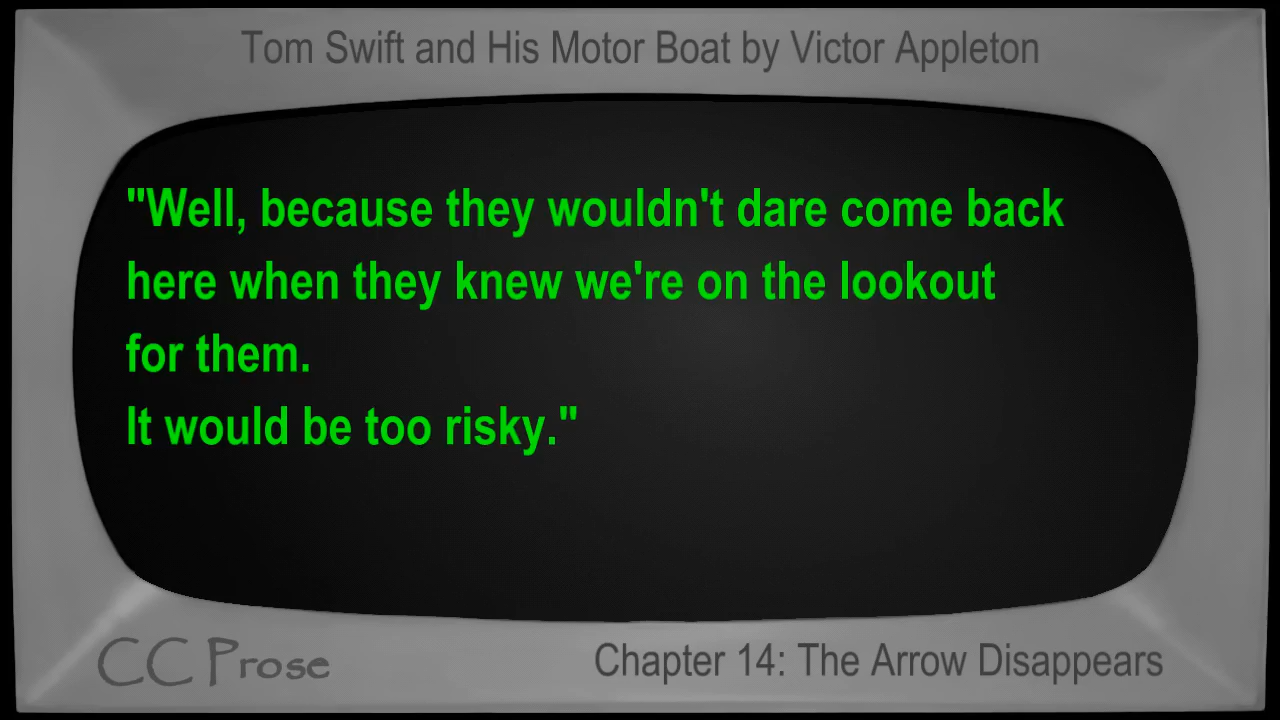 Tom Swift and His Motor Boat by Victor Appleton
"Well, because they wouldn't dare come back
here when they knew we're on the lookout
for them.
It would be too risky."
CC Prose
Chapter 14: The Arrow Disappears